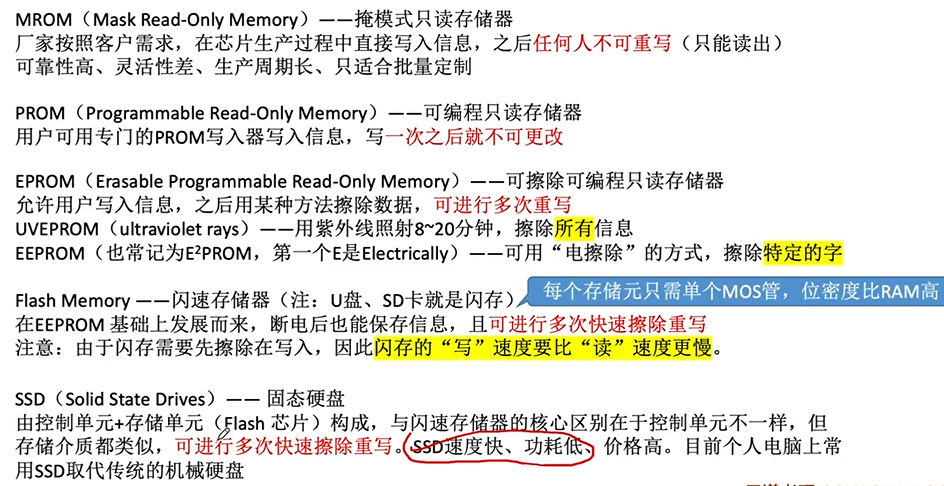 MROM（Mask Read-Only Memory）——掩模式只读存储器
厂家按照客户需求，在芯片生产过程中直接写入信息，之后任何人不可重写（只能读出）
可靠性高、灵活性差、生产周期长、只适合批量定制
PROM（Programmable Read-Only Memory）——可编程只读存储器
用户可用专门的PROM写入器写入信息，写一次之后就不可更改
EPROM（Erasable Programmable Read-Only Memory）——可擦除可编程只读存储器
允许用户写入信息，之后用某种方法擦除数据，可进行多次重写
UVEPROM（ultraviolet rays）——用紫外线照射8~20分钟，擦除所有信息
EEPROM（也常记为E²PROM，第一个E是Electrically）——可用“电擦除”的方式，擦除特定的字
每个存储元只需单个MOS管，位密度比RAM高
Flash Memory ——闪速存储器（注：U盘、SD卡就是闪存）
在EEPROM 基础上发展而来，断电后也能保存信息，且可进行多次快速擦除重写
注意：由于闪存需要先擦除在写入，因此闪存的“写”速度要比“读”速度更慢。
SSD（Solid State Drives）—— 固态硬盘
由控制单元+存储单元（Flash 芯片）构成，与闪速存储器的核心区别在于控制单元不一样，但
存储介质都类似，可进行多次快速擦除重写。SSD速度快、功耗低、价格高。目前个人电脑上常
用SSD取代传统的机械硬盘